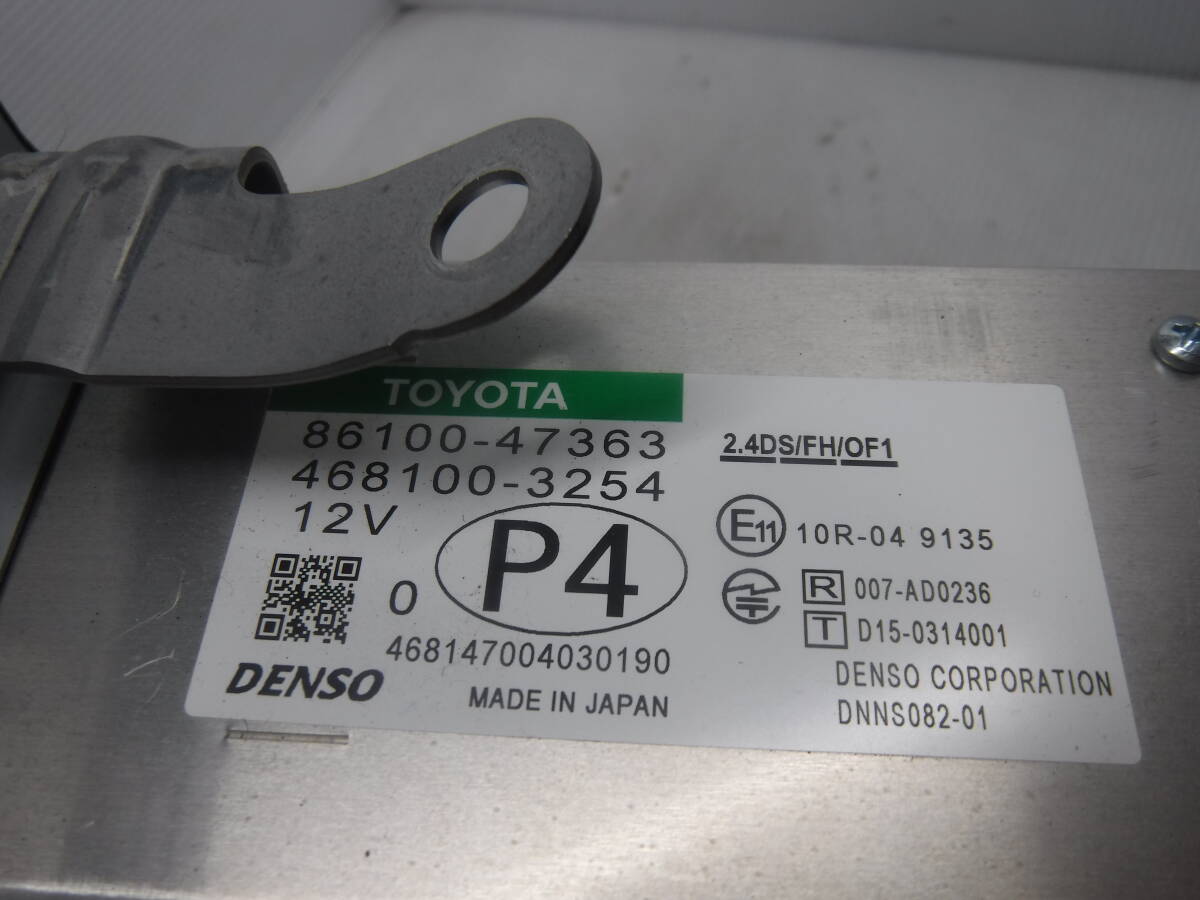 TOYOTA
86100-47363
468100-3254
12V
0
P4
468147004030190
DENSO
MADE IN JAPAN
2.4DS/FH/OF1
E11 10R-04 9135
R 007-AD0236
T D15-0314001
DENSO CORPORATION
DNNS082-01